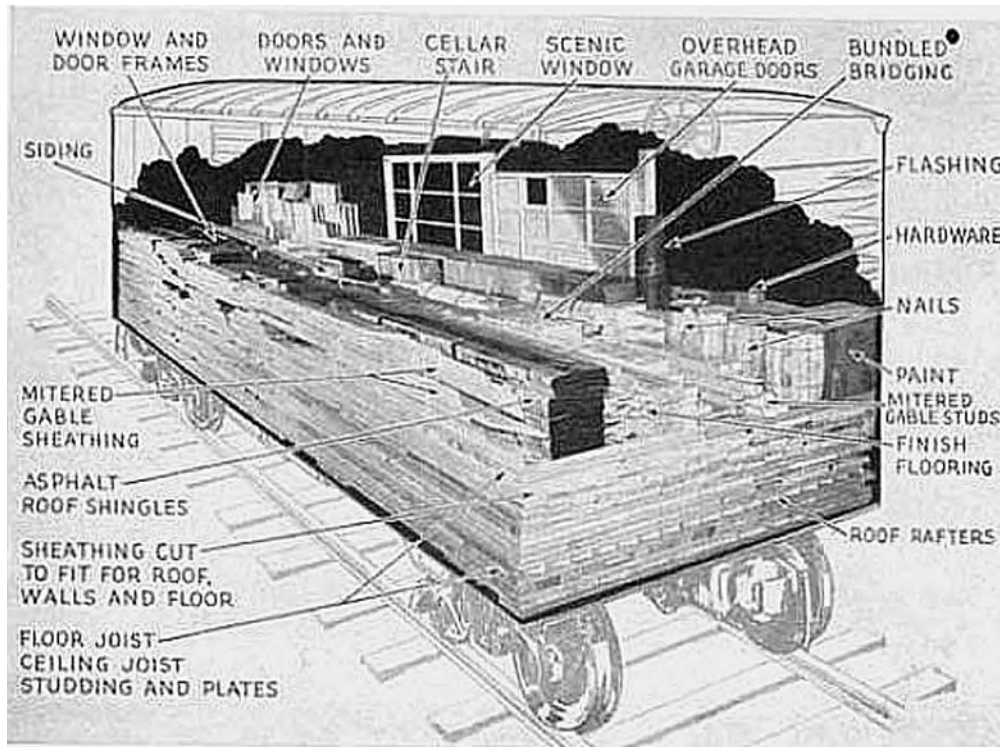 WINDOW AND
DOOR FRAMES
DOORS AND
WINDOWS
CELLAR
STAIR
SCENIC
WINDOW
OVERHEAD
GARAGE DOORS
BUNDLED
BRIDGING
SIDING
FLASHING
HARDWARE
NAILS
PAINT
MITERED
GABLE STUDS
FINISH
FLOORING
ROOF RAFTERS
MITERED
GABLE
SHEATHING
ASPHALT
ROOF SHINGLES
SHEATHING CUT
TO FIT FOR ROOF,
WALLS AND FLOOR
FLOOR JOIST
CEILING JOIST
STUDDING AND PLATES